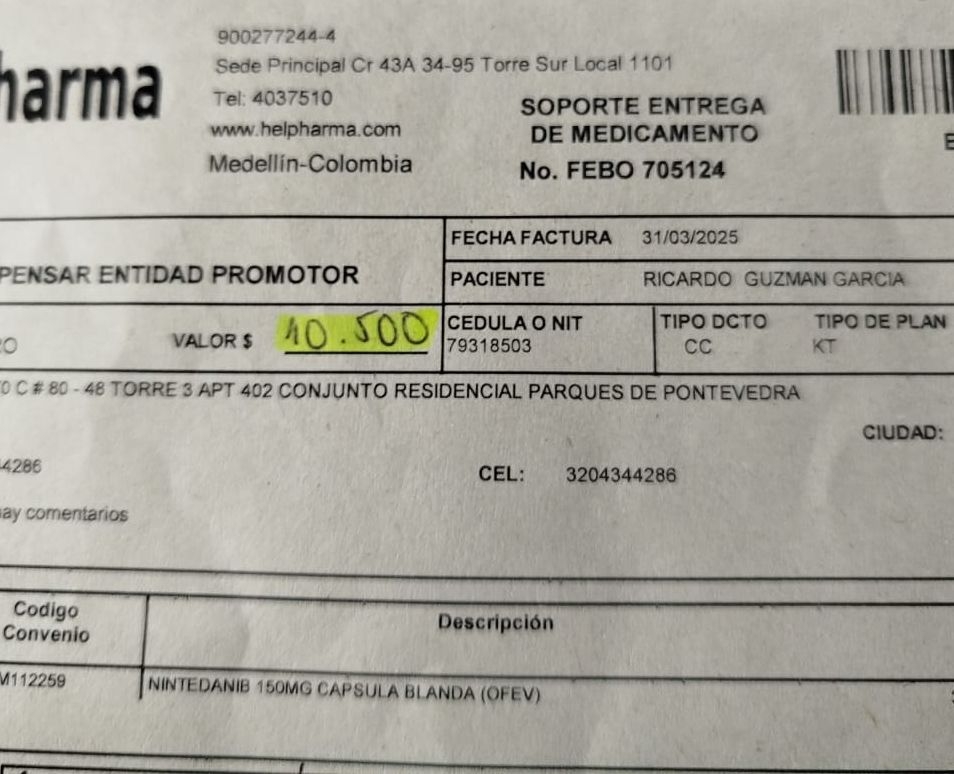 900277244-4
Sede Principal Cr 43A 34-95 Torre Sur Local 1101
harma
Tel: 4037510
www.helpharma.com
Medellín-Colombia
SOPORTE ENTREGA
DE MEDICAMENTO
No. FEBO 705124
FECHA FACTURA 31/03/2025
PENSAR ENTIDAD PROMOTOR
PACIENTE RICARDO GUZMAN GARCIA
VALOR $ 10.500
CEDULA O NIT
79318503
TIPO DCTO
CC
TIPO DE PLAN
KT
0 C # 80 - 48 TORRE 3 APT 402 CONJUNTO RESIDENCIAL PARQUES DE PONTEVEDRA
CIUDAD:
4286
CEL: 3204344286
hay comentarios
Codigo
Convenio
Descripción
M112259 NINTEDANIB 150MG CAPSULA BLANDA (OFEV)